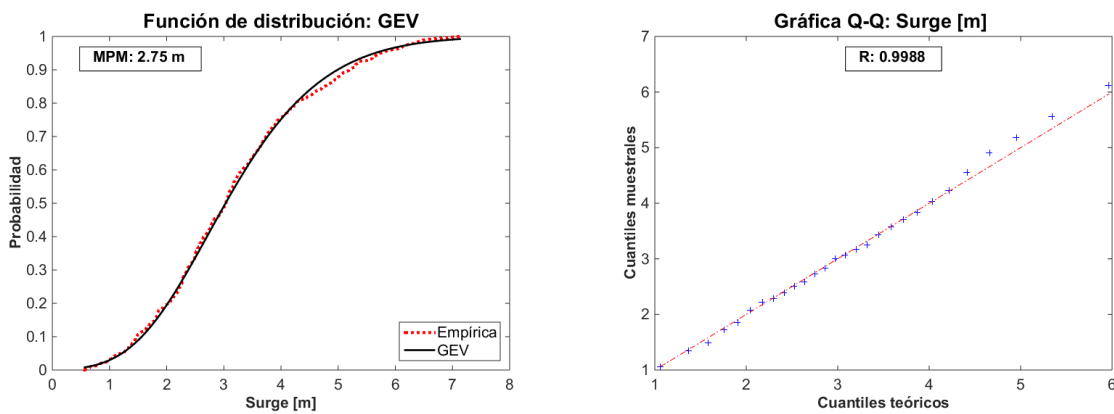 Función de distribución: GEV
MPM: 2.75 m
1
0.9
0.8
0.7
0.6
0.5
0.4
0.3
0.2
0.1
0
Probabilidad
Empírica
GEV
0 1 2 3 4 5 6 7 8
Surge [m]
Gráfica Q-Q: Surge [m]
R: 0.9988
7
6
5
4
3
2
1
Cuantiles muestrales
1 2 3 4 5 6
Cuantiles teóricos